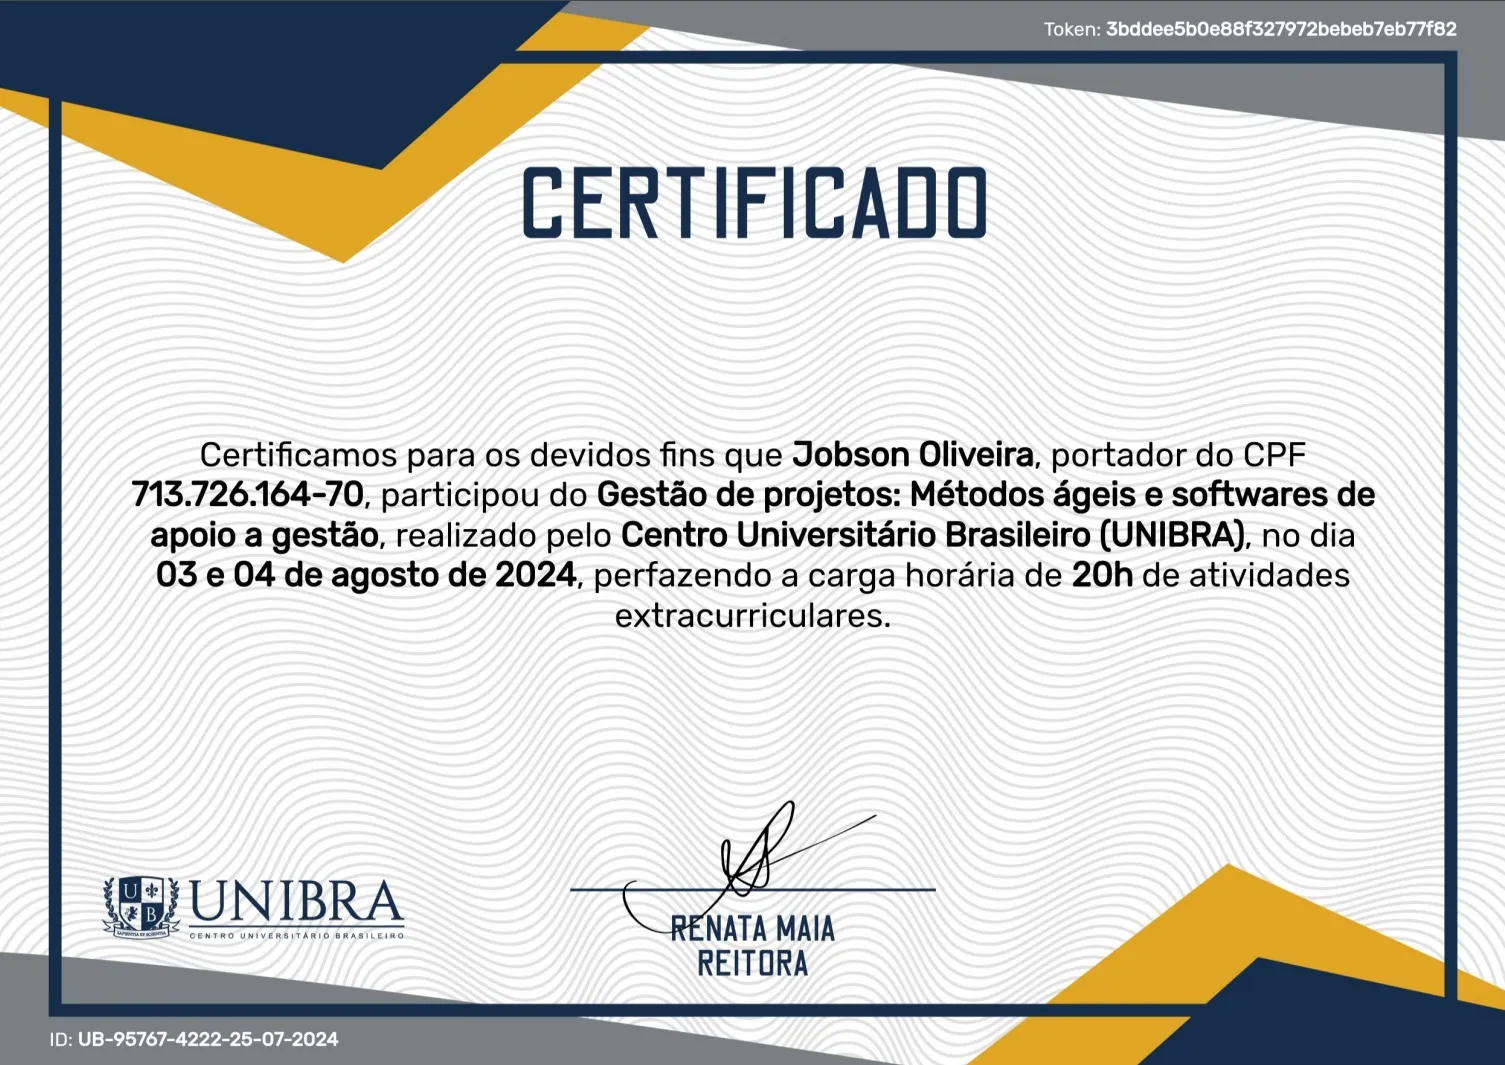 Token: 3bddee5b0e88f327972bebeb7eb77f82
CERTIFICADO
Certificamos para os devidos fins que Jobson Oliveira, portador do CPF
713.726.164-70, participou do Gestão de projetos: Métodos ágeis e softwares de
apoio a gestão, realizado pelo Centro Universitário Brasileiro (UNIBRA), no dia
03 e 04 de agosto de 2024, perfazendo a carga horária de 20h de atividades
extracurriculares.
U
B
UNIBRA
CENTRO UNIVERSITÁRIO BRASILEIRO
RENATA MAIA
REITORA
ID: UB-95767-4222-25-07-2024